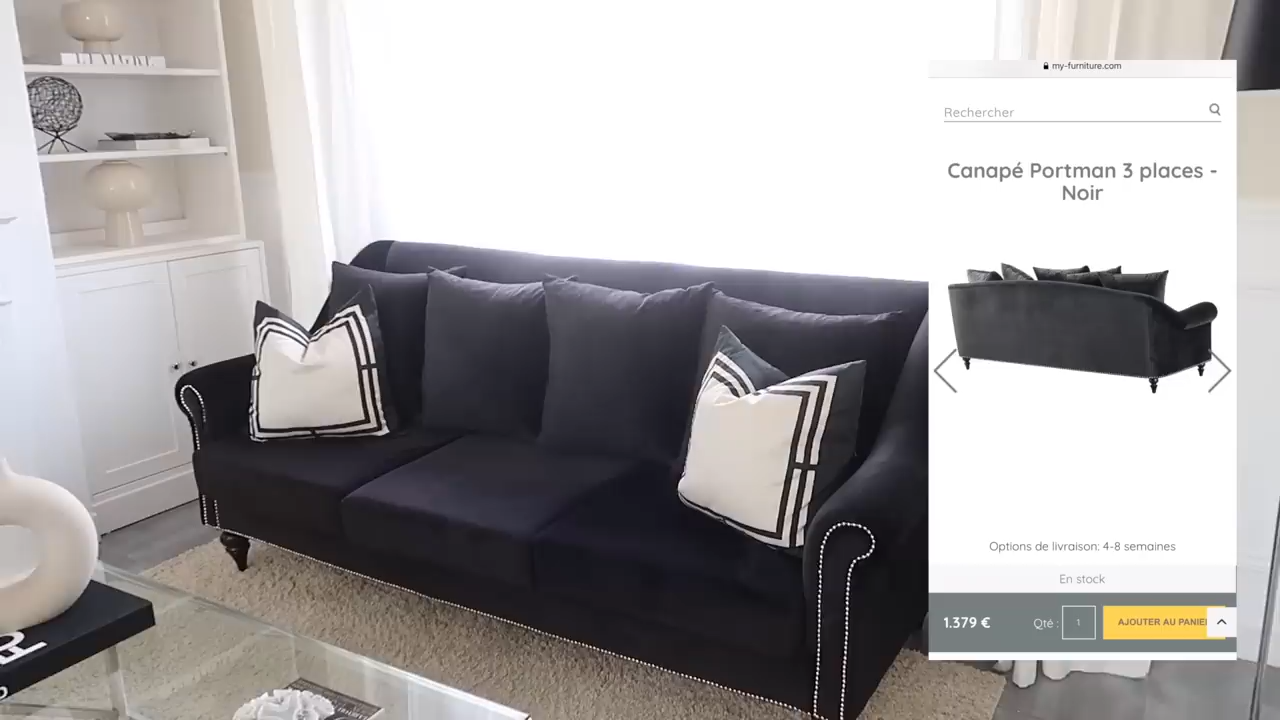 my-furniture.com
Rechercher
Canapé Portman 3 places -
Noir
Options de livraison: 4-8 semaines
En stock
1.379 €
Qté :
1
AJOUTER AU PANIE